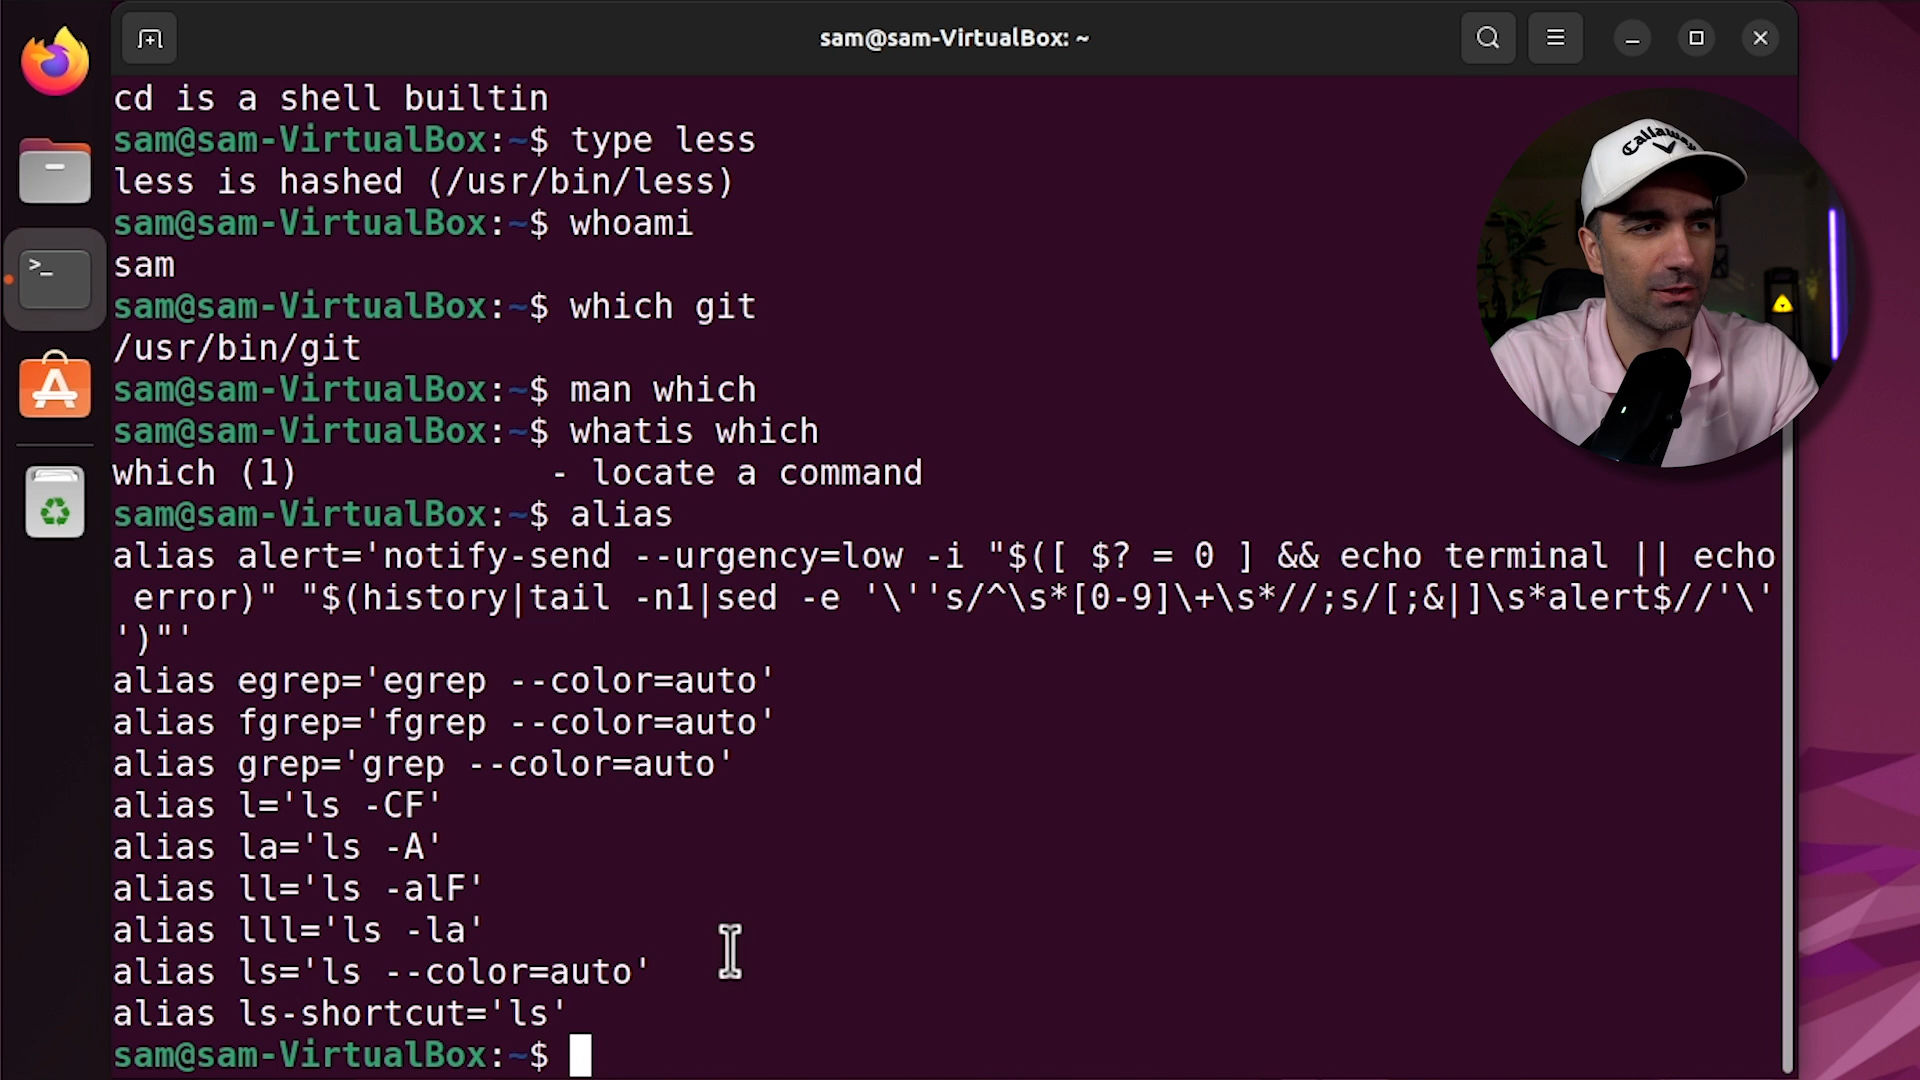 sam@sam-VirtualBox: ~
cd is a shell builtin
sam@sam-VirtualBox:~$ type less
less is hashed (/usr/bin/less)
sam@sam-VirtualBox:~$ whoami
sam
sam@sam-VirtualBox:~$ which git
/usr/bin/git
sam@sam-VirtualBox:~$ man which
sam@sam-VirtualBox:~$ whatis which
which (1)            - locate a command
sam@sam-VirtualBox:~$ alias
alias alert='notify-send --urgency=low -i "$([ $? = 0 ] && echo terminal || echo
 error)" "$(history|tail -n1|sed -e '\''s/^\s*[0-9]\+\s*//;s/[;&|]\s*alert$//'\'
')"'
alias egrep='egrep --color=auto'
alias fgrep='fgrep --color=auto'
alias grep='grep --color=auto'
alias l='ls -CF'
alias la='ls -A'
alias ll='ls -alF'
alias lll='ls -la'
alias ls='ls --color=auto'
alias ls-shortcut='ls'
sam@sam-VirtualBox:~$
Callaway
>_